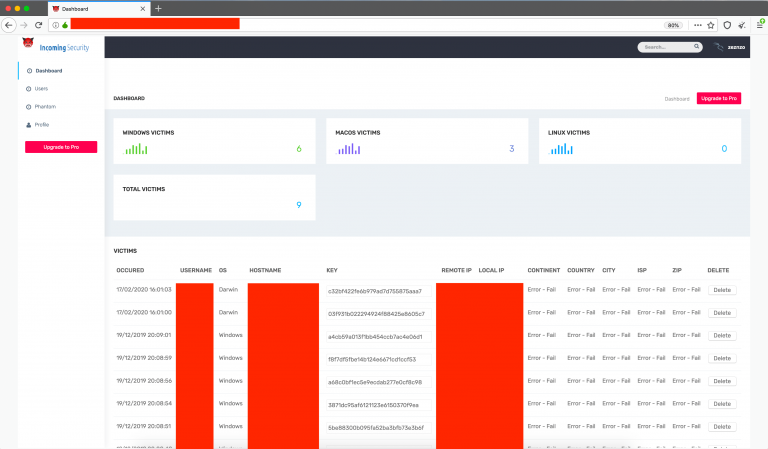 Dashboard
80%
Incoming Security
Search...
zeonzo
Dashboard
Users
Phantom
Profile
Upgrade to Pro
DASHBOARD
Dashboard
Upgrade to Pro
WINDOWS VICTIMS
6
MACOS VICTIMS
3
LINUX VICTIMS
0
TOTAL VICTIMS
9
VICTIMS
OCCURED USERNAME OS HOSTNAME KEY REMOTE IP LOCAL IP CONTINENT COUNTRY CITY ISP ZIP DELETE
17/02/2020 16:01:03 Darwin c32bf422fe6b979ad7d755875aaa7 Error - Fail Error - Fail Error - Fail Error - Fail Error - Fail Delete
17/02/2020 16:01:00 Darwin 03f931b022294924f88425e8605c7 Error - Fail Error - Fail Error - Fail Error - Fail Error - Fail Delete
19/12/2019 20:09:01 Windows a4cb59a013f1bb454ccb7ac4e06d1 Error - Fail Error - Fail Error - Fail Error - Fail Error - Fail Delete
19/12/2019 20:08:59 Windows f8f7df5fbe14b124e6671cd1ccf53 Error - Fail Error - Fail Error - Fail Error - Fail Error - Fail Delete
19/12/2019 20:08:56 Windows a68c0bf1ec5e9ecdab277e0cf8c98 Error - Fail Error - Fail Error - Fail Error - Fail Error - Fail Delete
19/12/2019 20:08:54 Windows 3871dc95af6121123e6150370f9ea Error - Fail Error - Fail Error - Fail Error - Fail Error - Fail Delete
19/12/2019 20:08:51 Windows 5be88300b095fa52ba3bfb73e3b6f Error - Fail Error - Fail Error - Fail Error - Fail Error - Fail Delete